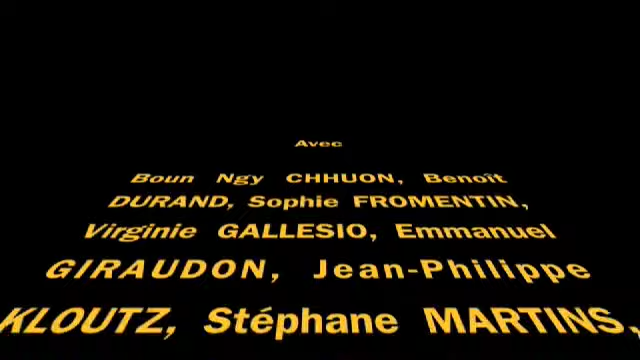 Avec
Boun Ngy CHHUON, Benoît
DURAND, Sophie FROMENTIN,
Virginie GALLESIO, Emmanuel
GIRAUDON, Jean-Philippe
KLOUTZ, Stéphane MARTINS,